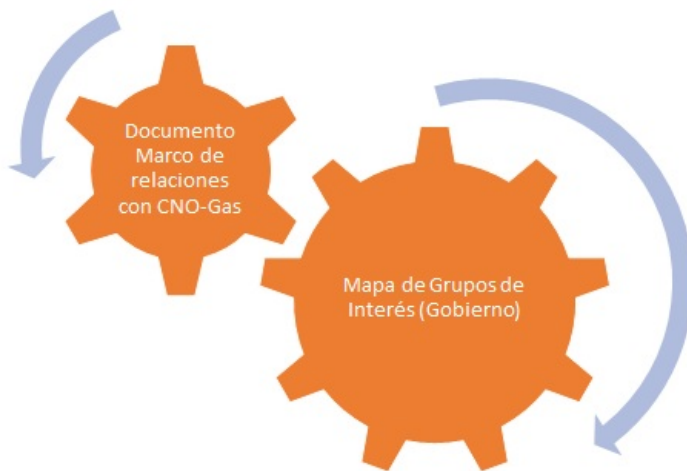 Documento
Marco de
relaciones
con CNO-Gas
Mapa de Grupos de
Interés (Gobierno)